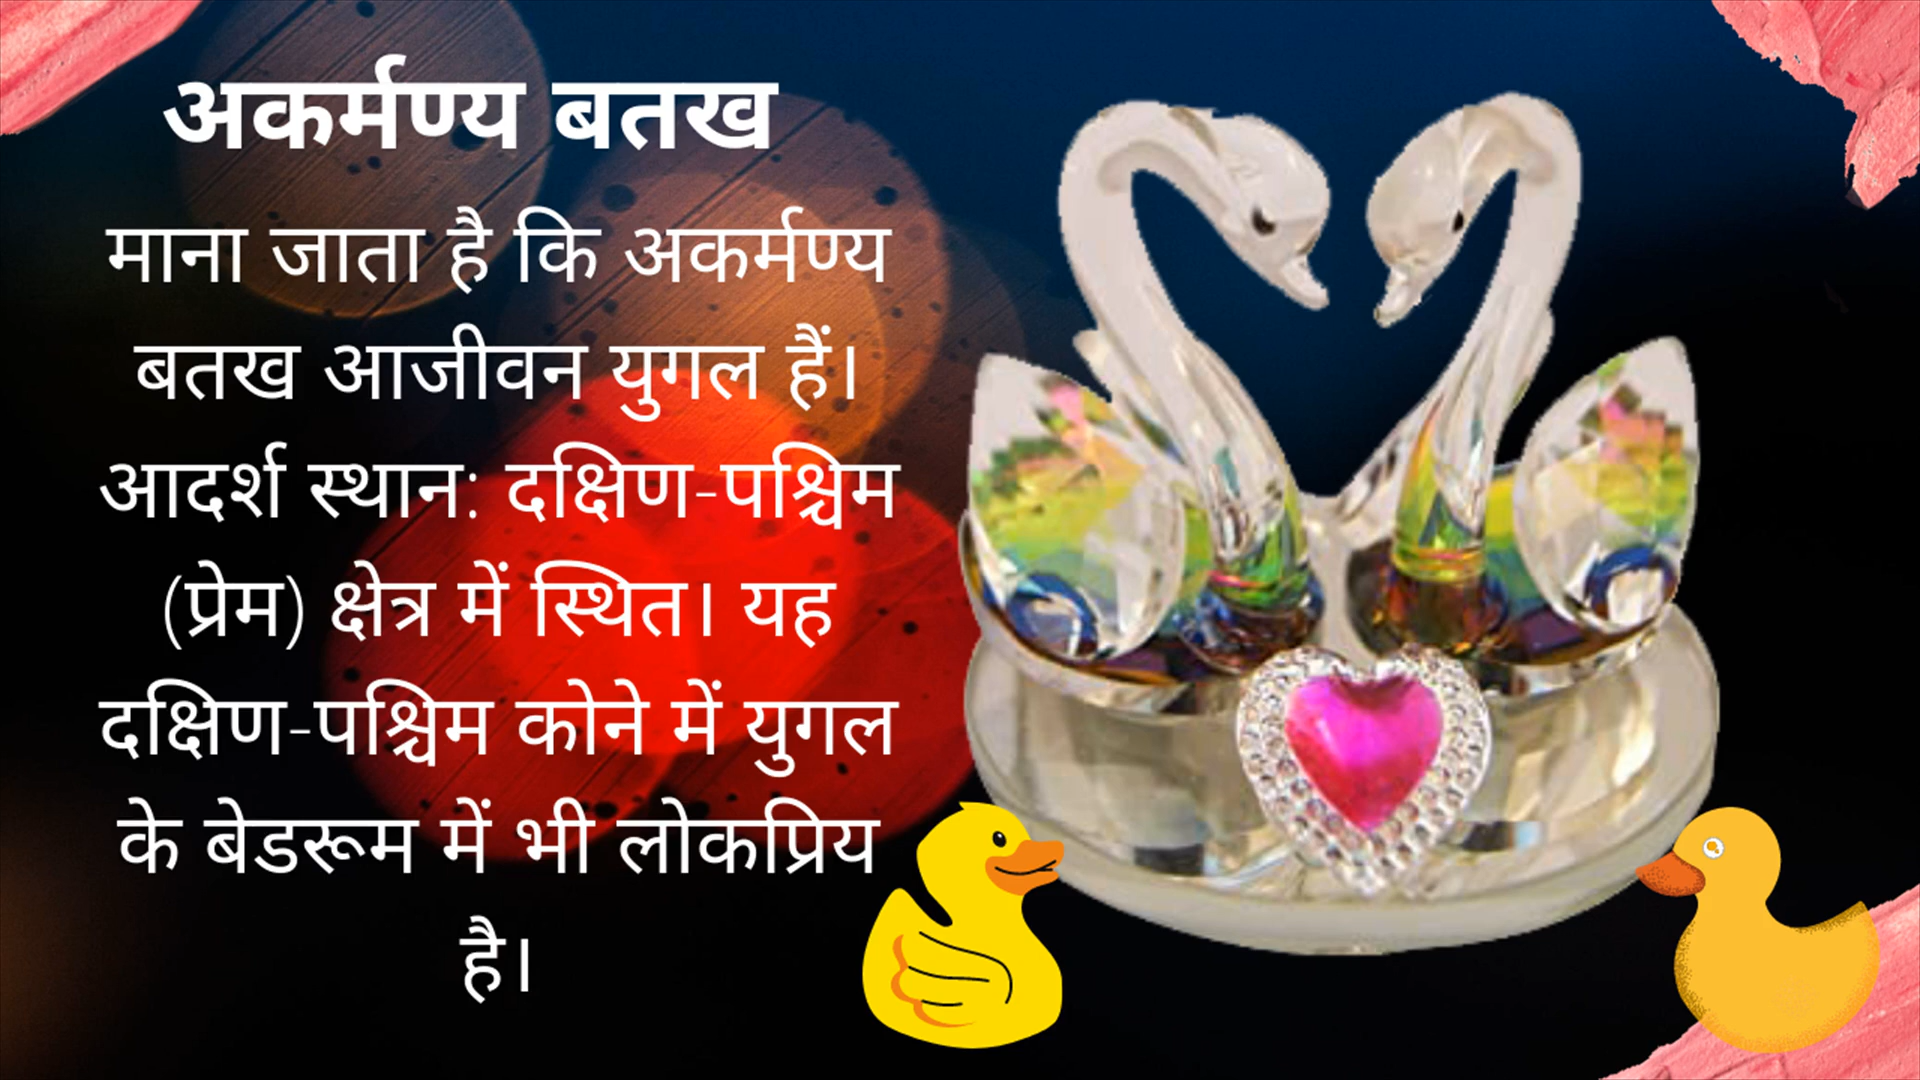 अकर्मण्य बतख
माना जाता है कि अकर्मण्य
बतख आजीवन युगल हैं।
आदर्श स्थान: दक्षिण-पश्चिम
(प्रेम) क्षेत्र में स्थित। यह
दक्षिण-पश्चिम कोने में युगल
के बेडरूम में भी लोकप्रिय
है।